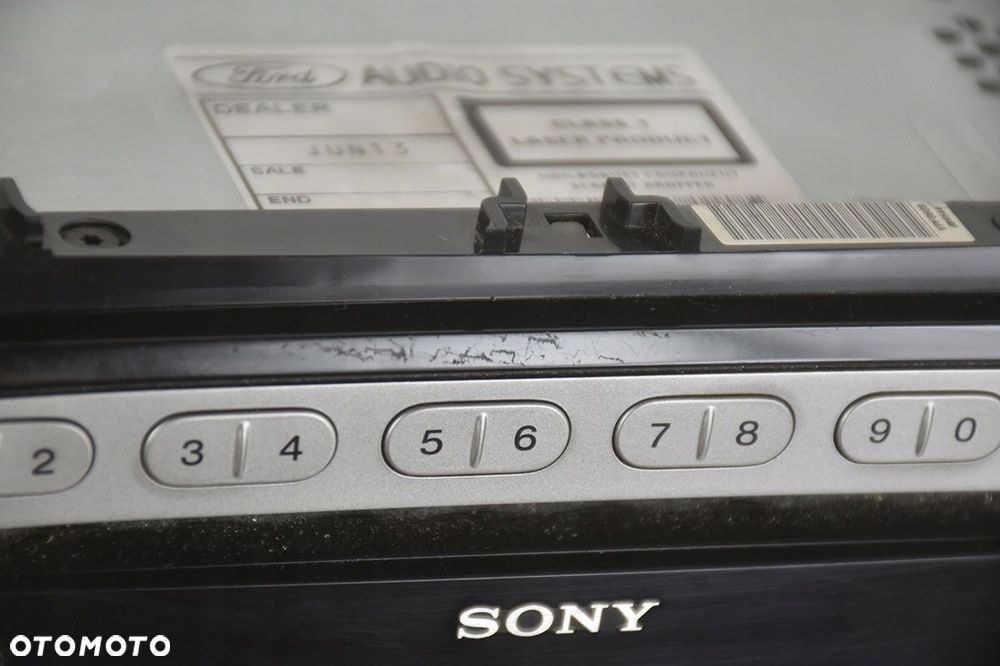 Ford AUDIO SYSTEMS
DEALER
JUN13
SALE
END
CLASS 1
LASER PRODUCT
2 3 4 5 6 7 8 9 0
SONY
OTOMOTO